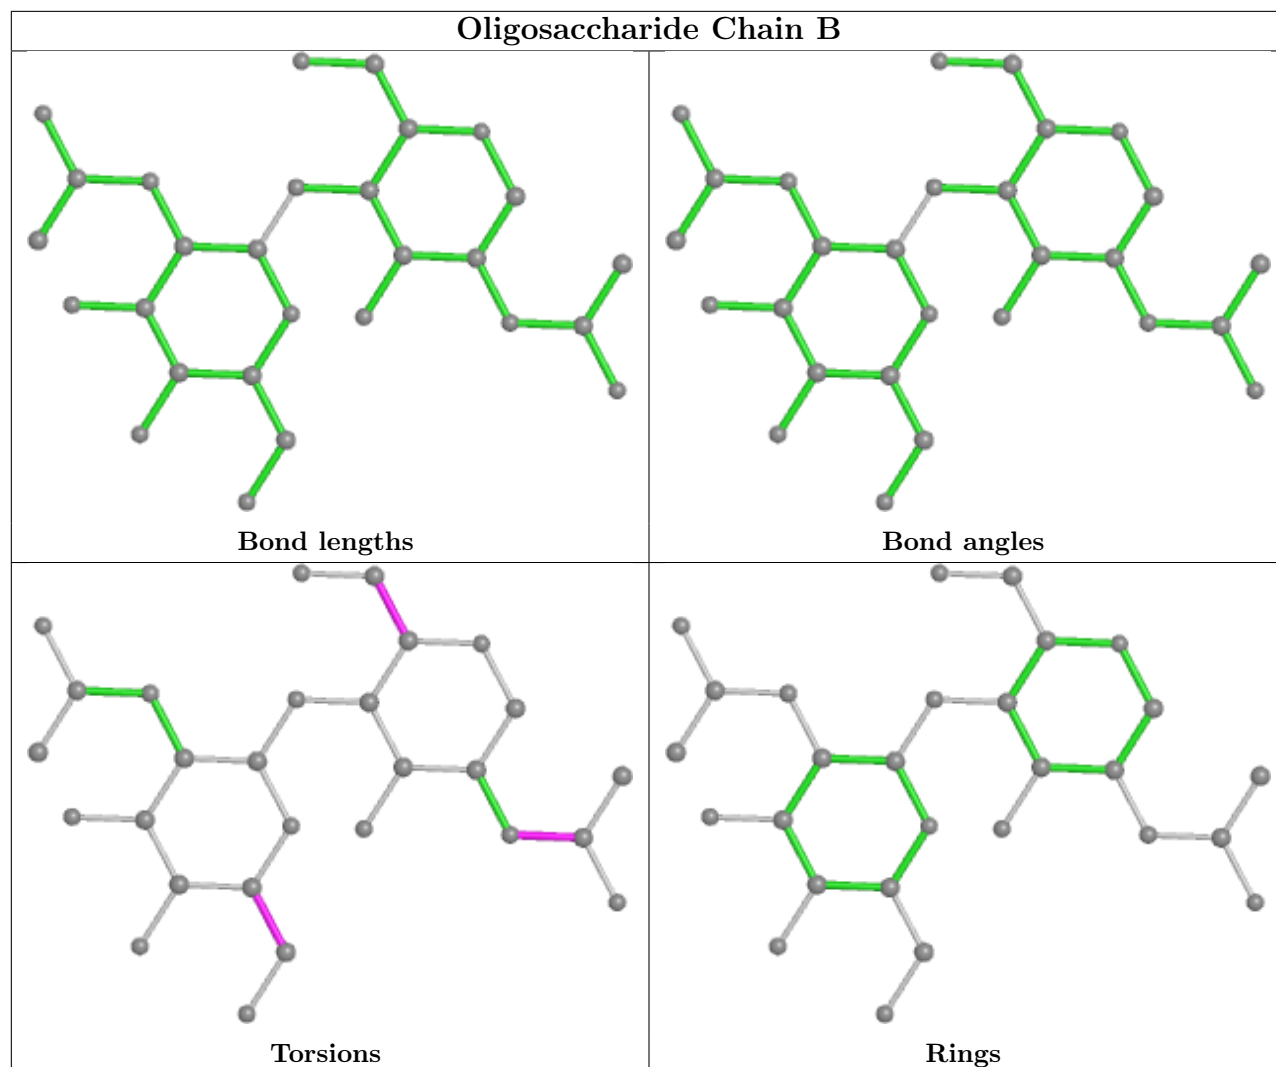 Oligosaccharide Chain B
Bond lengths
Bond angles
Torsions
Rings